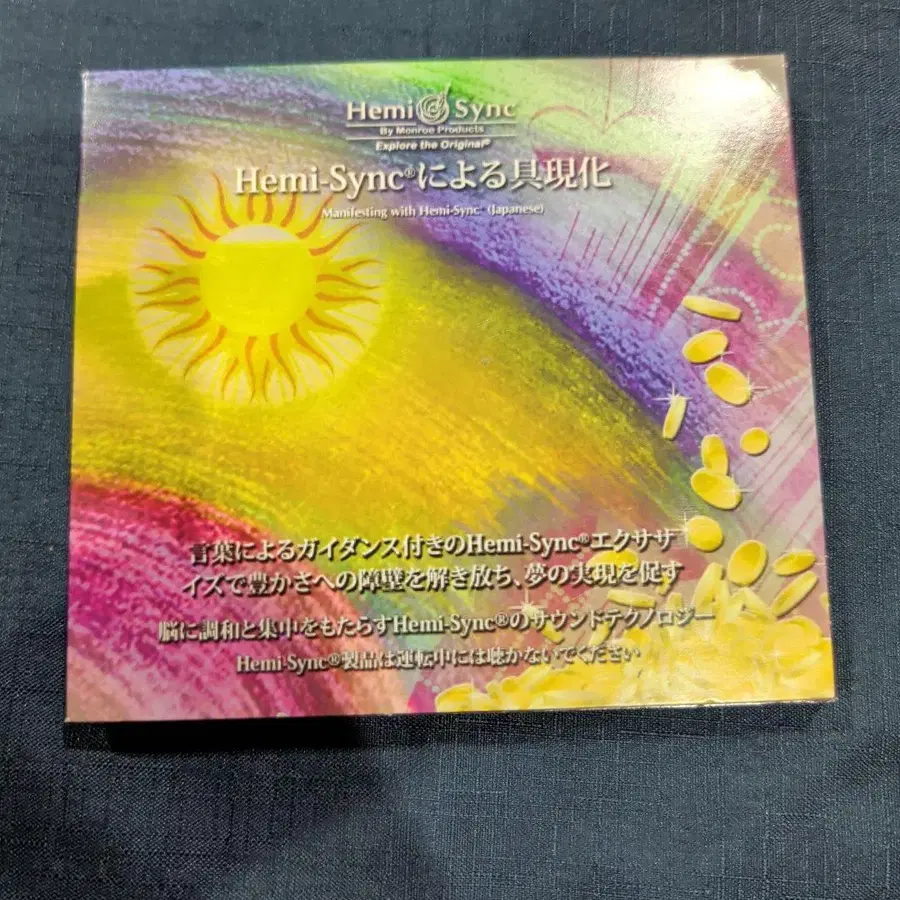 Hemi Sync
By Monroe Products
Explore the Original®
Hemi-Sync®による具現化
Manifesting with Hemi-Sync® (Japanese)
言葉によるガイダンス付きのHemi-Sync®エクササ
イズで豊かさへの障壁を解き放ち、夢の実現を促す
脳に調和と集中をもたらすHemi-Sync®のサウンドテクノロジー
Hemi-Sync®製品は運転中には聴かないでください